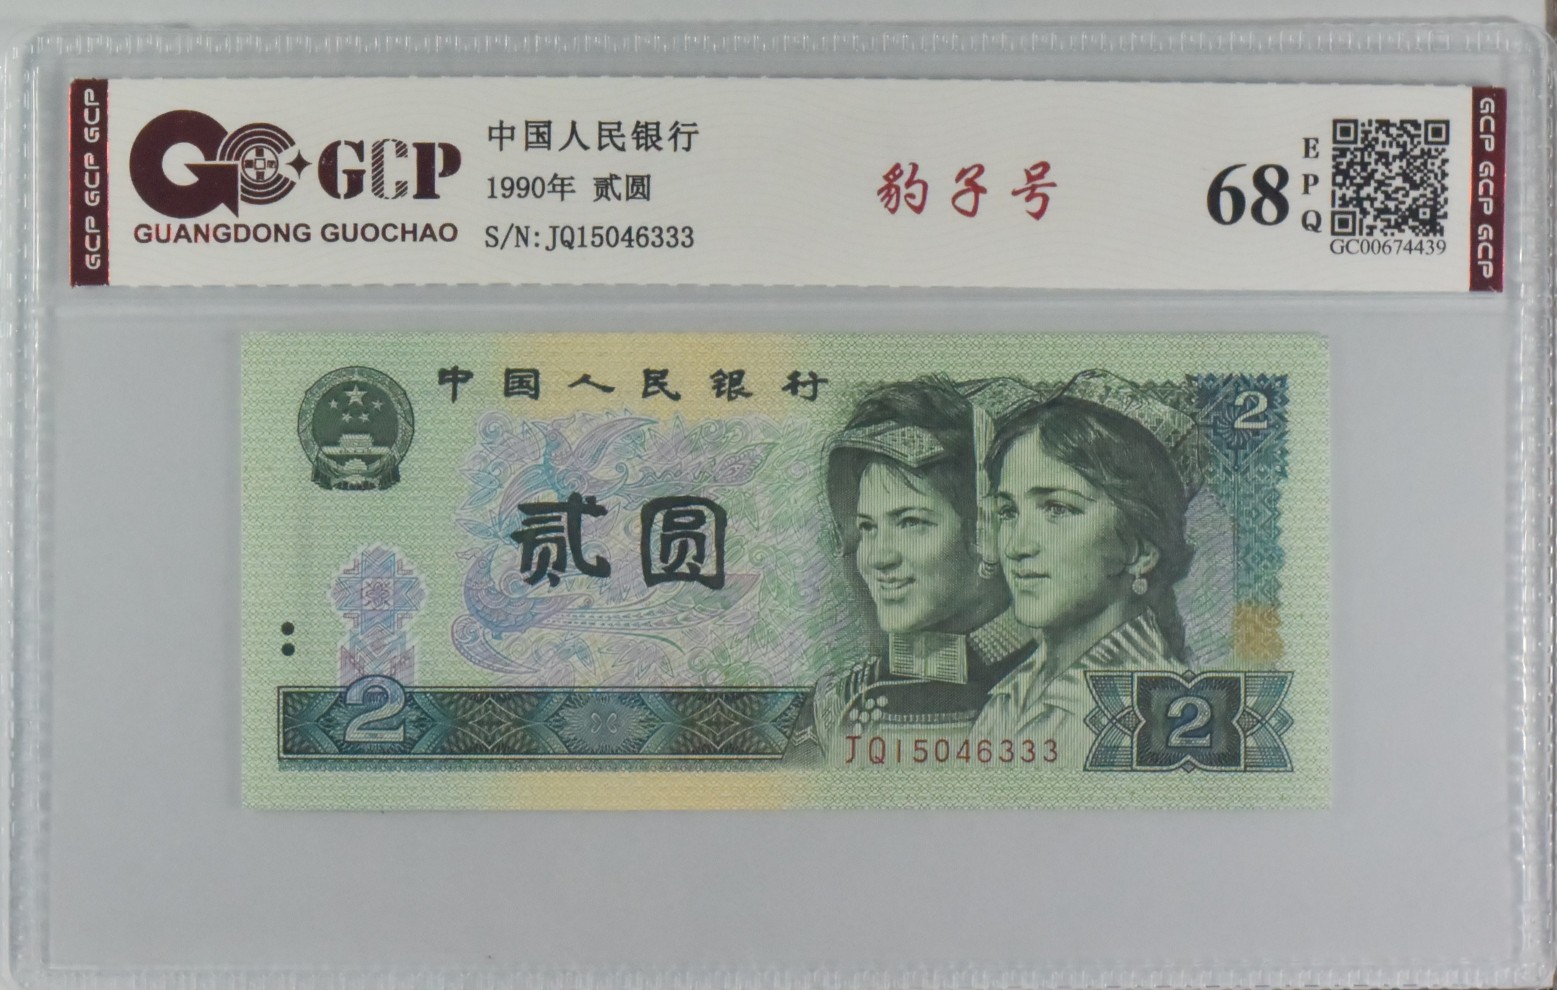 GCP GCP GCP
GCP
GUANGDONG GUOCHAO
中国人民银行
1990年 贰圆
S/N:JQ15046333
豹子号
68
EPQ
GC00674439
GCP GCP GCP
中国人民银行
2
贰圆
2
JQ15046333
2